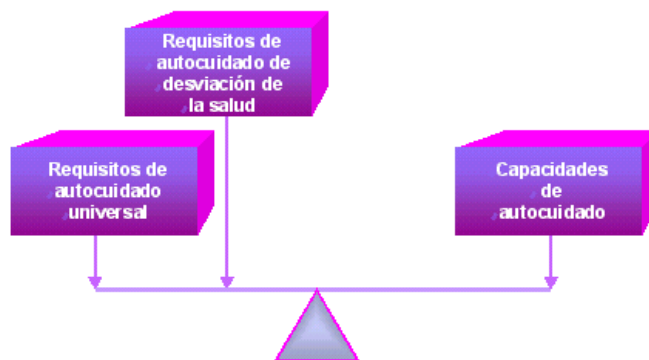 Requisitos de
autocuidado de
desviación de
la salud
Requisitos de
autocuidado
universal
Capacidades
de
autocuidado